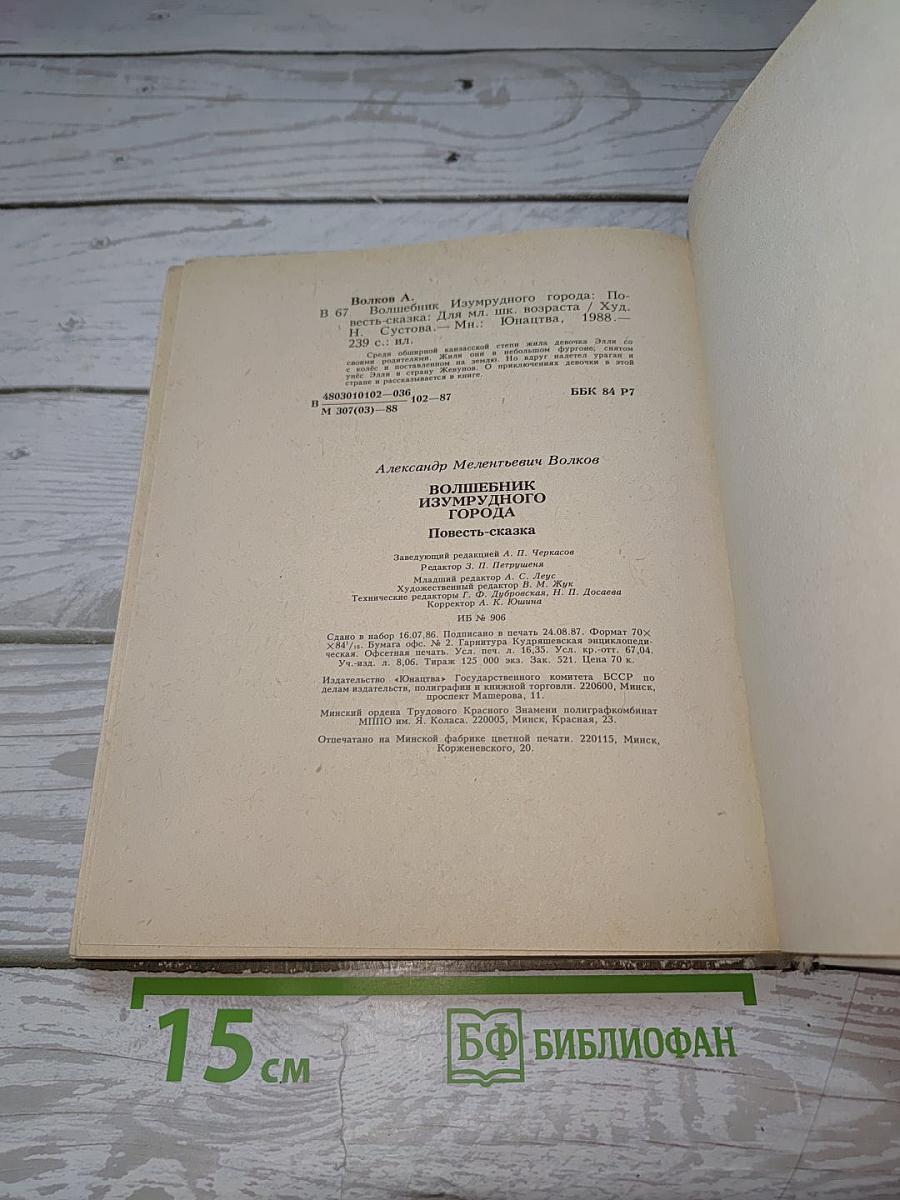 Волков А.
В 67 Волшебник Изумрудного города: По-
весть-сказка: Для мл. шк. возраста / Худ.
Н. Сустова.— Мн.: Юнацтва, 1988.—
239 с.: ил.
Среди обширной канзасской степи жила девочка Элли со
своими родителями. Жили они в небольшом фургоне, снятом
с колёс и поставленном на землю. Но вдруг налетел ураган и
унёс Элли в страну Жевунов. О приключениях девочки в этой
стране и рассказывается в книге.
В 4803010102—036
М 307(03)—88 102—87
ББК 84 Р7
Александр Мелентьевич Волков
ВОЛШЕБНИК
ИЗУМРУДНОГО
ГОРОДА
Повесть-сказка
Заведующий редакцией А. П. Черкасов
Редактор З. П. Петрушеня
Младший редактор А. С. Леус
Художественный редактор В. М. Жук
Технические редакторы Г. Ф. Дубровская, Н. П. Досаева
Корректор А. К. Юшина
ИБ № 906
Сдано в набор 16.07.86. Подписано в печать 24.08.87. Формат 70×
×84¹/₁₆. Бумага офс. № 2. Гарнитура Кудряшевская энциклопеди-
ческая. Офсетная печать. Усл. печ. л. 16,35. Усл. кр.-отт. 67,04.
Уч.-изд. л. 8,06. Тираж 125 000 экз. Зак. 521. Цена 70 к.
Издательство «Юнацтва» Государственного комитета БССР по
делам издательств, полиграфии и книжной торговли. 220600, Минск,
проспект Машерова, 11.
Минский ордена Трудового Красного Знамени полиграфкомбинат
МППО им. Я. Коласа. 220005, Минск, Красная, 23.
Отпечатано на Минской фабрике цветной печати. 220115, Минск,
Корженевского, 20.
15 см
БФ БИБЛИОФАН